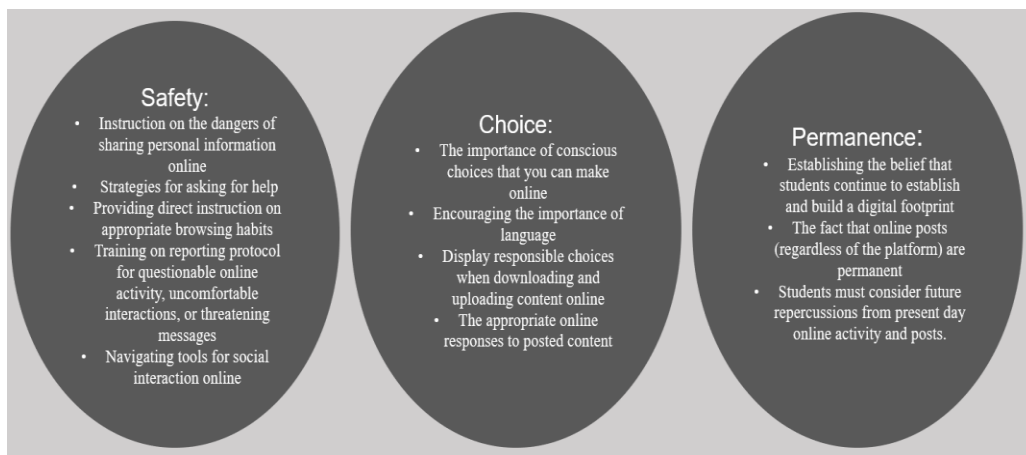 Safety:
• Instruction on the dangers of
sharing personal information
online
• Strategies for asking for help
• Providing direct instruction on
appropriate browsing habits
• Training on reporting protocol
for questionable online
activity, uncomfortable
interactions, or threatening
messages
• Navigating tools for social
interaction online
Choice:
• The importance of conscious
choices that you can make
online
• Encouraging the importance of
language
• Display responsible choices
when downloading and
uploading content online
• The appropriate online
responses to posted content
Permanence:
• Establishing the belief that
students continue to establish
and build a digital footprint
• The fact that online posts
(regardless of the platform) are
permanent
• Students must consider future
repercussions from present day
online activity and posts.